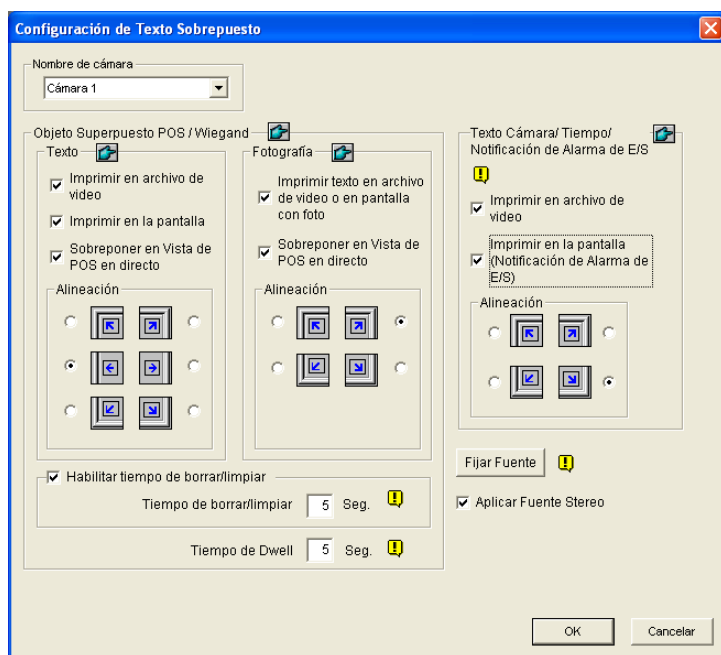 Configuración de Texto Sobrepuesto
Nombre de cámara
Cámara 1
Objeto Superpuesto POS / Wiegand
Texto
Imprimir en archivo de
video
Imprimir en la pantalla
Sobreponer en Vista de
POS en directo
Alineación
Fotografía
Imprimir texto en archivo
de video o en pantalla
con foto
Sobreponer en Vista de
POS en directo
Alineación
Habilitar tiempo de borrar/limpiar
Tiempo de borrar/limpiar 5 Seg.
Tiempo de Dwell 5 Seg.
Texto Cámara/ Tiempo/
Notificación de Alarma de E/S
Imprimir en archivo de
video
Imprimir en la pantalla
(Notificación de Alarma de
E/S)
Alineación
Fijar Fuente
Aplicar Fuente Stereo
OK
Cancelar